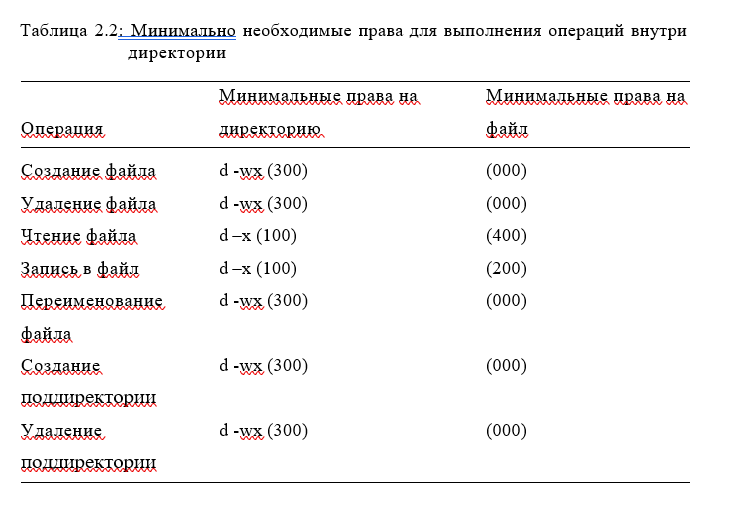 Таблица 2.2: Минимально необходимые права для выполнения операций внутри
директории
Минимальные права на Минимальные права на
Операция директорию файл
Создание файла d -wx (300) (000)
Удаление файла d -wx (300) (000)
Чтение файла d –x (100) (400)
Запись в файл d –x (100) (200)
Переименование d -wx (300) (000)
файла
Создание d -wx (300) (000)
поддиректории
Удаление d -wx (300) (000)
поддиректории